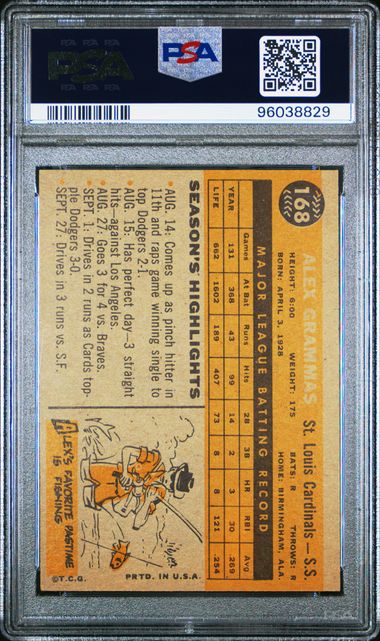 PSA
PSA
96038829
168
ALEX GRAMMAS St. Louis Cardinals—S.S.
HEIGHT: 6:00 WEIGHT: 175 BATS: R THROWS: R
BORN: APRIL 3, 1928 HOME: BIRMINGHAM, ALA.
MAJOR LEAGUE BATTING RECORD
Games At Bat Runs Hits 2B 3B HR RBI Avg
YEAR 131 368 43 99 14 2 3 30 .269
LIFE 662 1602 189 407 73 8 8 121 .254
SEASON'S HIGHLIGHTS
• AUG. 14: Comes up as pinch hitter in
11th and raps game winning single to
top Dodgers 2-1.
• AUG. 15: Has perfect day—3 straight
hits—against Los Angeles.
• AUG. 27: Goes 3 for 4 vs. Braves.
• SEPT. 1: Drives in 2 runs as Cards top-
ple Dodgers 3-0.
• SEPT. 27: Drives in 3 runs vs. S.F.
ALEX'S FAVORITE PASTIME
IS FISHING
©T.C.G. PRTD. IN U.S.A.
PSA